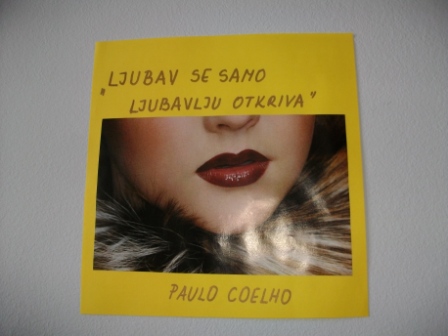 "LJUBAV SE SAMO
LJUBAVLJU OTKRIVA"
PAULO COELHO